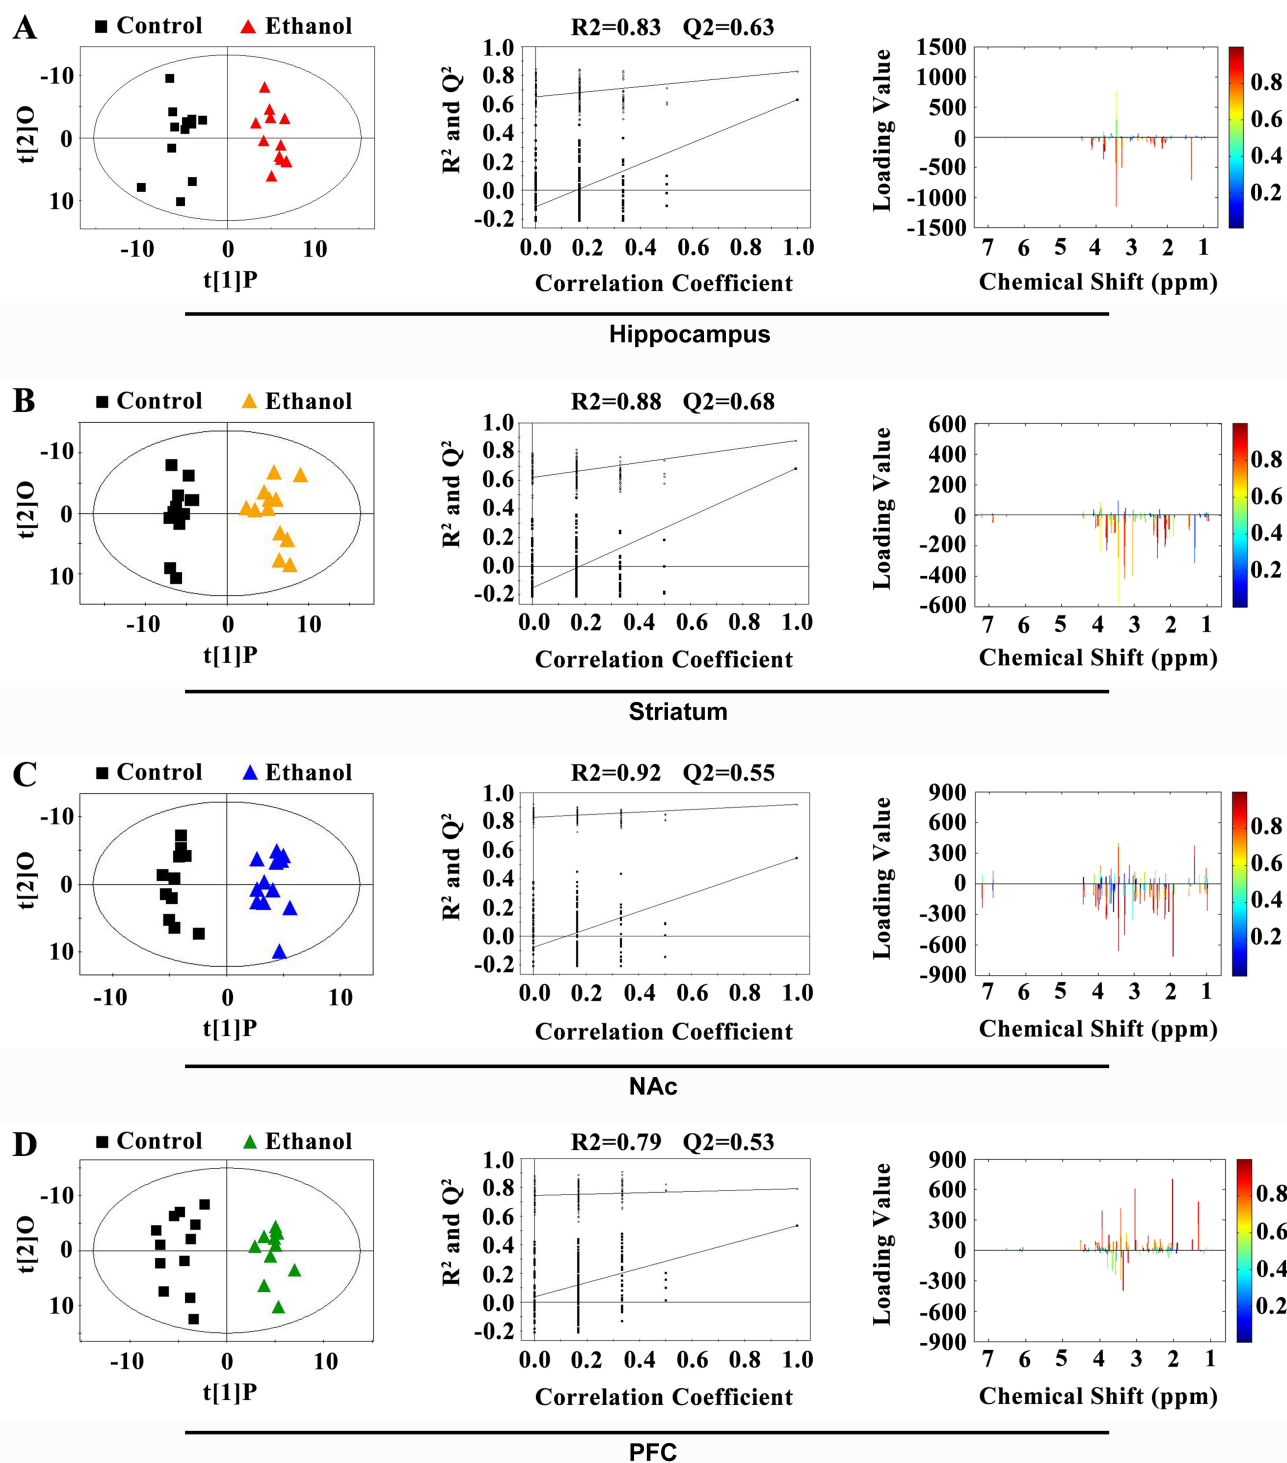 A
Control Ethanol
R2=0.83 Q2=0.63
t[2]O
-10
0
10
-10 0 10
t[1]P
R² and Q²
1.0
0.8
0.6
0.4
0.2
0.0
-0.2
0.0 0.2 0.4 0.6 0.8 1.0
Correlation Coefficient
Loading Value
1500
1000
500
0
-500
-1000
-1500
7 6 5 4 3 2 1
Chemical Shift (ppm)
0.8
0.6
0.4
0.2
Hippocampus
B
Control Ethanol
R2=0.88 Q2=0.68
t[2]O
-10
0
10
-10 0 10
t[1]P
R² and Q²
1.0
0.8
0.6
0.4
0.2
0.0
-0.2
0.0 0.2 0.4 0.6 0.8 1.0
Correlation Coefficient
Loading Value
600
400
200
0
-200
-400
-600
7 6 5 4 3 2 1
Chemical Shift (ppm)
0.8
0.6
0.4
0.2
Striatum
C
Control Ethanol
R2=0.92 Q2=0.55
t[2]O
-10
0
10
-10 0 10
t[1]P
R² and Q²
1.0
0.8
0.6
0.4
0.2
0.0
-0.2
0.0 0.2 0.4 0.6 0.8 1.0
Correlation Coefficient
Loading Value
900
600
300
0
-300
-600
-900
7 6 5 4 3 2 1
Chemical Shift (ppm)
0.8
0.6
0.4
0.2
NAc
D
Control Ethanol
R2=0.79 Q2=0.53
t[2]O
-10
0
10
-10 0 10
t[1]P
R² and Q²
1.0
0.8
0.6
0.4
0.2
0.0
-0.2
0.0 0.2 0.4 0.6 0.8 1.0
Correlation Coefficient
Loading Value
900
600
300
0
-300
-600
-900
7 6 5 4 3 2 1
Chemical Shift (ppm)
0.8
0.6
0.4
0.2
PFC